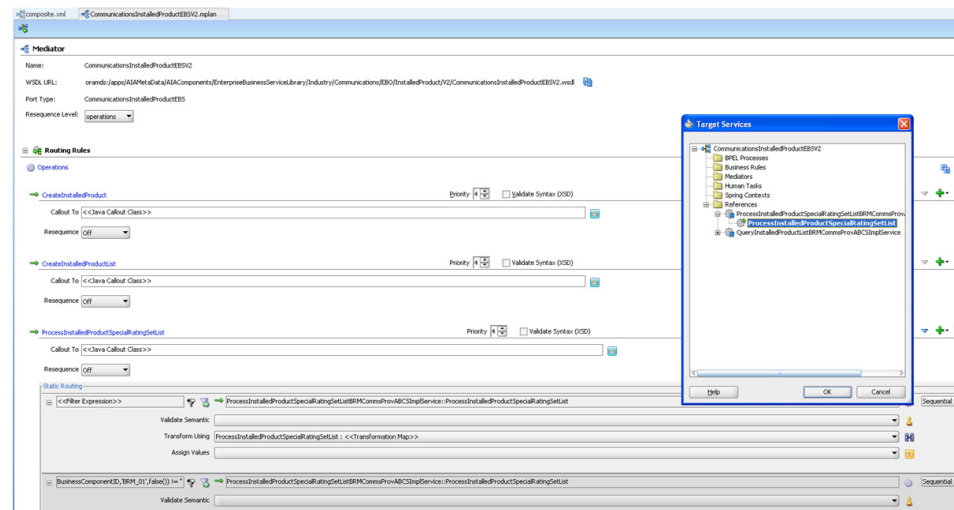 composite.xml CommunicationsInstalledProductEBSV2.mplan
Mediator
Name: CommunicationsInstalledProductEBSV2
WSDL URL: oramds:/apps/AIAMetaData/AIAComponents/EnterpriseBusinessServiceLibrary/Industry/Communications/EBO/InstalledProduct/V2/CommunicationsInstalledProductEBSV2.wsdl
Port Type: CommunicationsInstalledProductEBS
Resequence Level: operations
Routing Rules
Operations
CreateInstalledProduct Priority 4 Validate Syntax (XSD)
Callout To <<Java Callout Class>>
Resequence Off
CreateInstalledProductList Priority 4 Validate Syntax (XSD)
Callout To <<Java Callout Class>>
Resequence Off
ProcessInstalledProductSpecialRatingSetList Priority 4 Validate Syntax (XSD)
Callout To <<Java Callout Class>>
Resequence Off
Static Routing
<<Filter Expression>> ProcessInstalledProductSpecialRatingSetListBRMCommsProvABCSImplService::ProcessInstalledProductSpecialRatingSetList Sequential
Validate Semantic
Transform Using ProcessInstalledProductSpecialRatingSetList : <<Transformation Map>>
Assign Values
BusinessComponentID,'BRM_01',false()) != ' ProcessInstalledProductSpecialRatingSetListBRMCommsProvABCSImplService::ProcessInstalledProductSpecialRatingSetList Sequential
Validate Semantic
Target Services
CommunicationsInstalledProductEBSV2
BPEL Processes
Business Rules
Mediators
Human Tasks
Spring Contexts
References
ProcessInstalledProductSpecialRatingSetListBRMCommsProv
ProcessInstalledProductSpecialRatingSetList
QueryInstalledProductListBRMCommsProvABCSImplService
Help OK Cancel